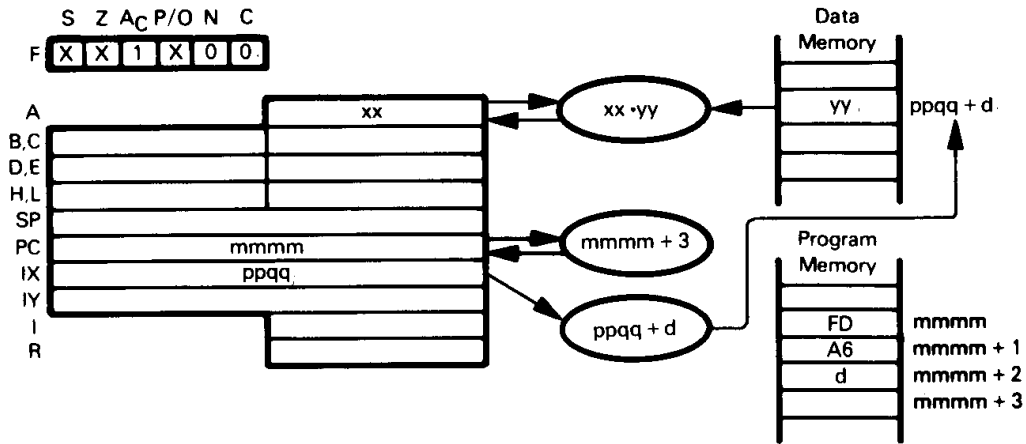 S Z AC P/O N C
F X X 1 X 0 0
A xx
B,C
D,E
H,L
SP
PC mmmm
IX ppqq
IY
I
R
xx • yy
mmmm + 3
ppqq + d
Data
Memory
yy ppqq + d
Program
Memory
FD mmmm
A6 mmmm + 1
d mmmm + 2
mmmm + 3